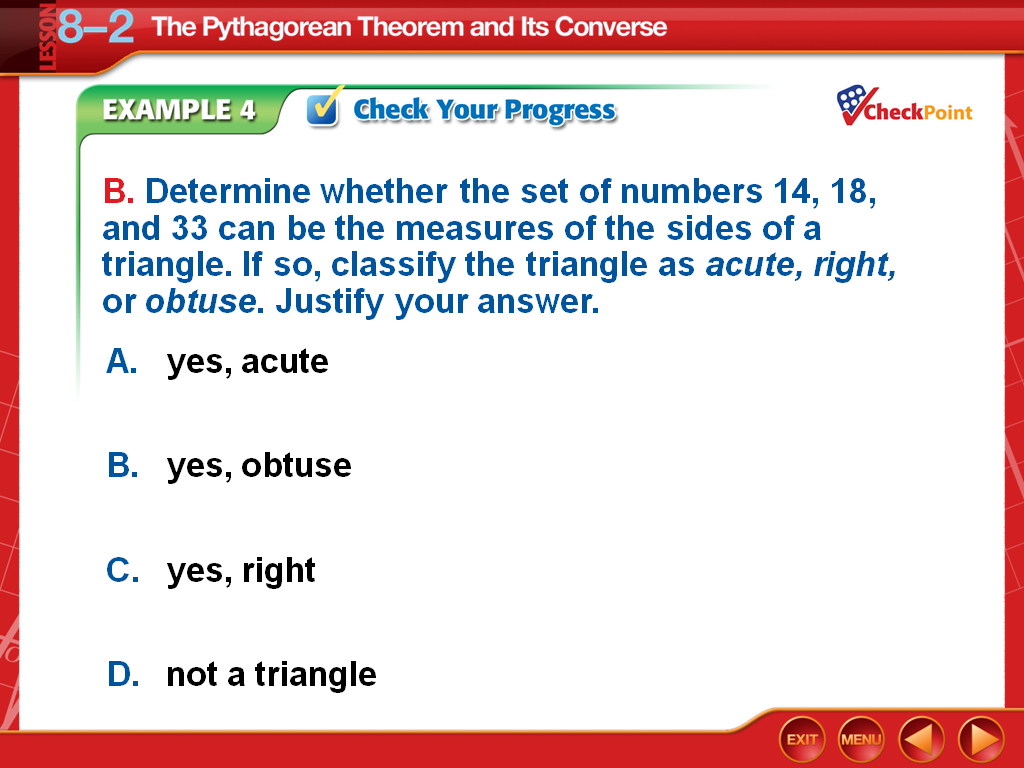 LESSON 8–2 The Pythagorean Theorem and Its Converse
EXAMPLE 4 Check Your Progress
CheckPoint
B. Determine whether the set of numbers 14, 18,
and 33 can be the measures of the sides of a
triangle. If so, classify the triangle as acute, right,
or obtuse. Justify your answer.
A. yes, acute
B. yes, obtuse
C. yes, right
D. not a triangle
EXIT MENU